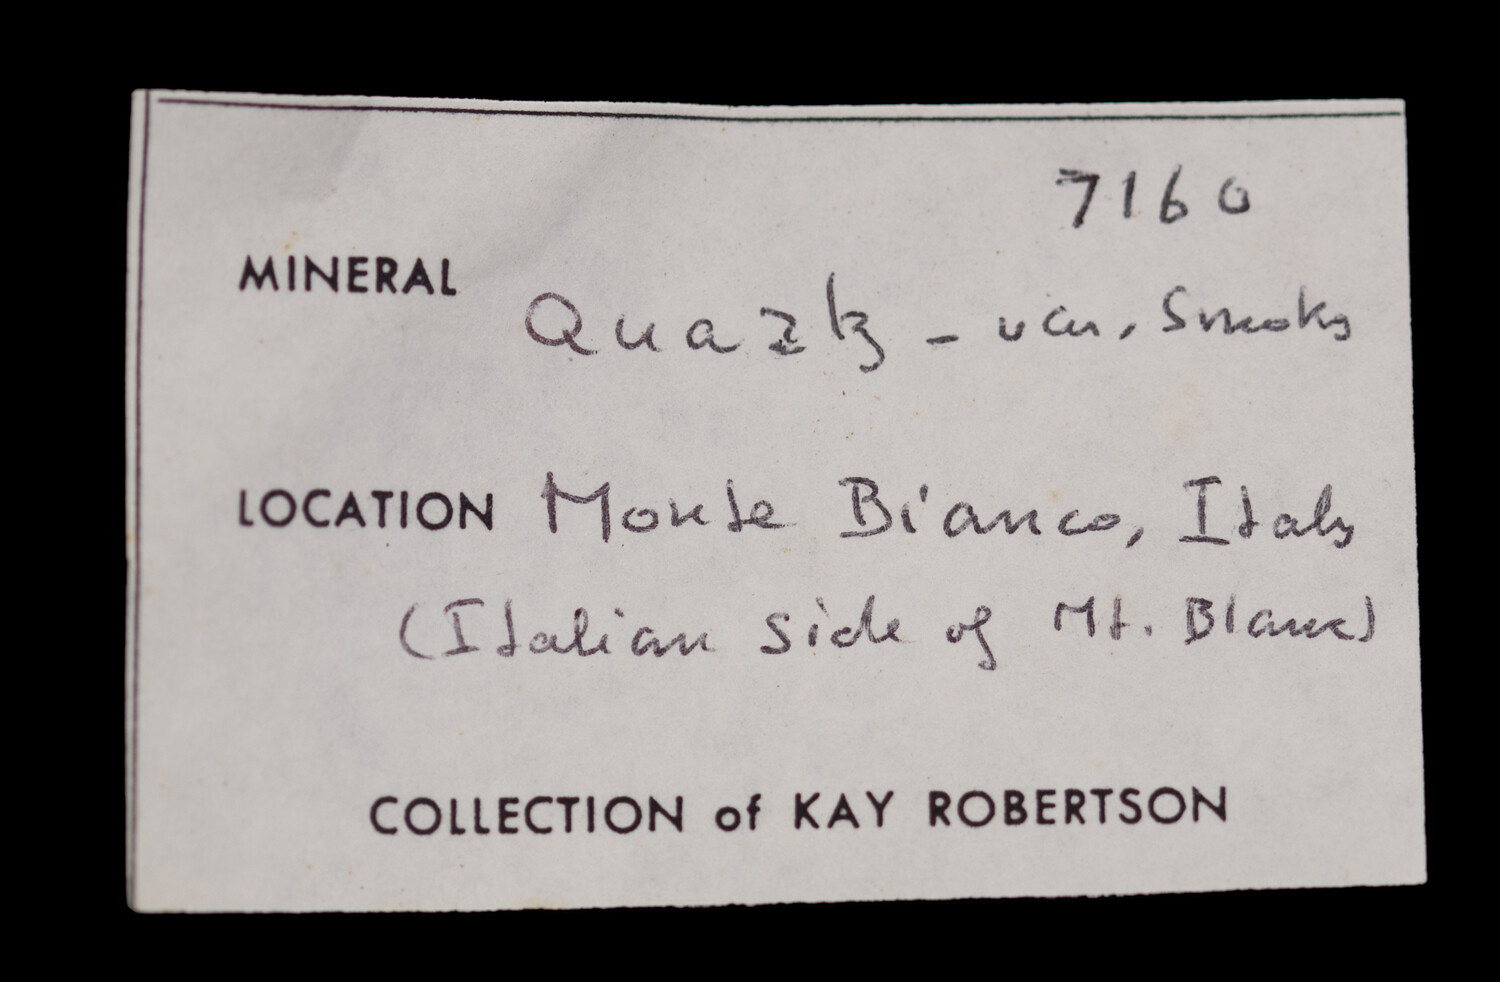 7160
MINERAL Quartz - var. Smoky
LOCATION Monte Bianco, Italy
(Italian side of Mt. Blanc)
COLLECTION of KAY ROBERTSON